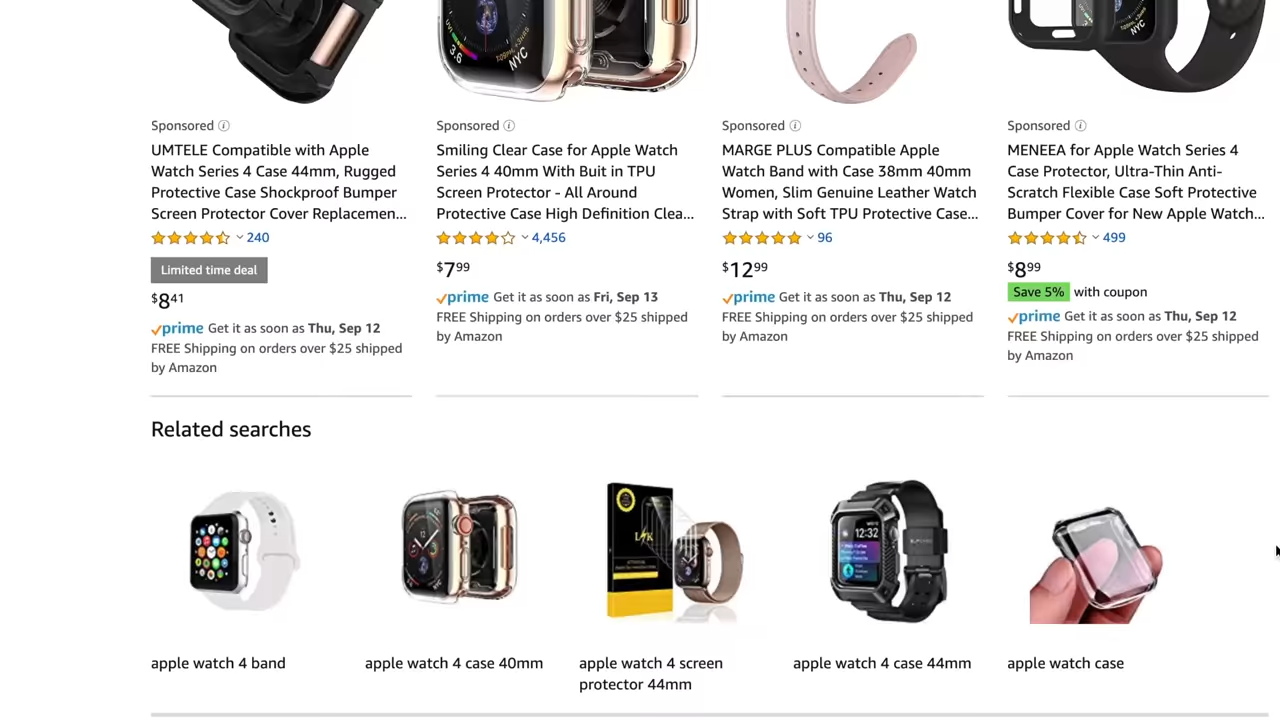 3.6
NYC
NYC
Sponsored
UMTELE Compatible with Apple
Watch Series 4 Case 44mm, Rugged
Protective Case Shockproof Bumper
Screen Protector Cover Replacemen...
240
Limited time deal
$8 41
prime Get it as soon as Thu, Sep 12
FREE Shipping on orders over $25 shipped
by Amazon
Sponsored
Smiling Clear Case for Apple Watch
Series 4 40mm With Buit in TPU
Screen Protector - All Around
Protective Case High Definition Clea...
4,456
$7 99
prime Get it as soon as Fri, Sep 13
FREE Shipping on orders over $25 shipped
by Amazon
Sponsored
MARGE PLUS Compatible Apple
Watch Band with Case 38mm 40mm
Women, Slim Genuine Leather Watch
Strap with Soft TPU Protective Case...
96
$12 99
prime Get it as soon as Thu, Sep 12
FREE Shipping on orders over $25 shipped
by Amazon
Sponsored
MENEEA for Apple Watch Series 4
Case Protector, Ultra-Thin Anti-
Scratch Flexible Case Soft Protective
Bumper Cover for New Apple Watch...
499
$8 99
Save 5% with coupon
prime Get it as soon as Thu, Sep 12
FREE Shipping on orders over $25 shipped
by Amazon
Related searches
LK
12:32
apple watch 4 band
apple watch 4 case 40mm
apple watch 4 screen
protector 44mm
apple watch 4 case 44mm
apple watch case